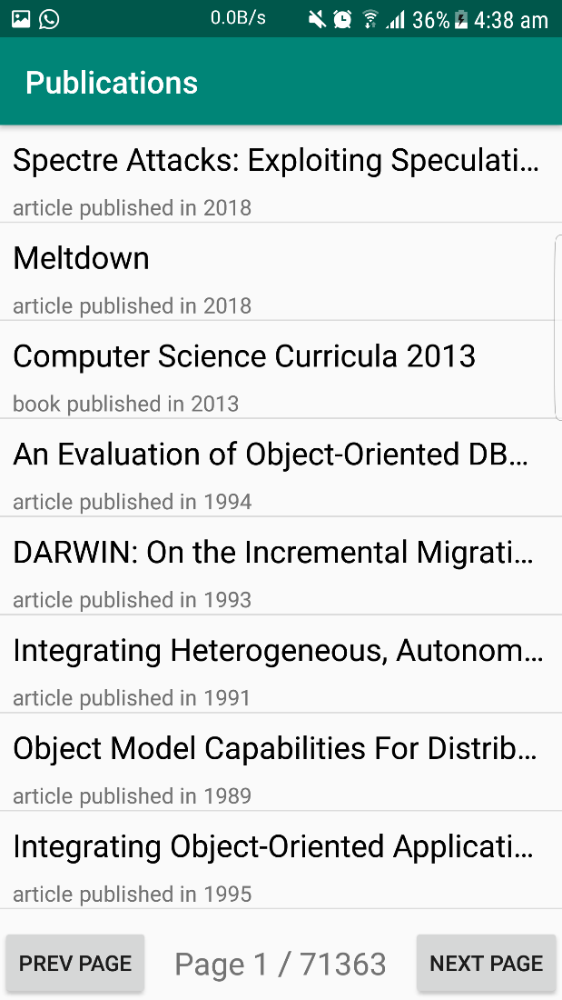 0.0B/s 36% 4:38 am
Publications
Spectre Attacks: Exploiting Speculati...
article published in 2018
Meltdown
article published in 2018
Computer Science Curricula 2013
book published in 2013
An Evaluation of Object-Oriented DB...
article published in 1994
DARWIN: On the Incremental Migrati...
article published in 1993
Integrating Heterogeneous, Autonom...
article published in 1991
Object Model Capabilities For Distrib...
article published in 1989
Integrating Object-Oriented Applicati...
article published in 1995
PREV PAGE Page 1 / 71363 NEXT PAGE